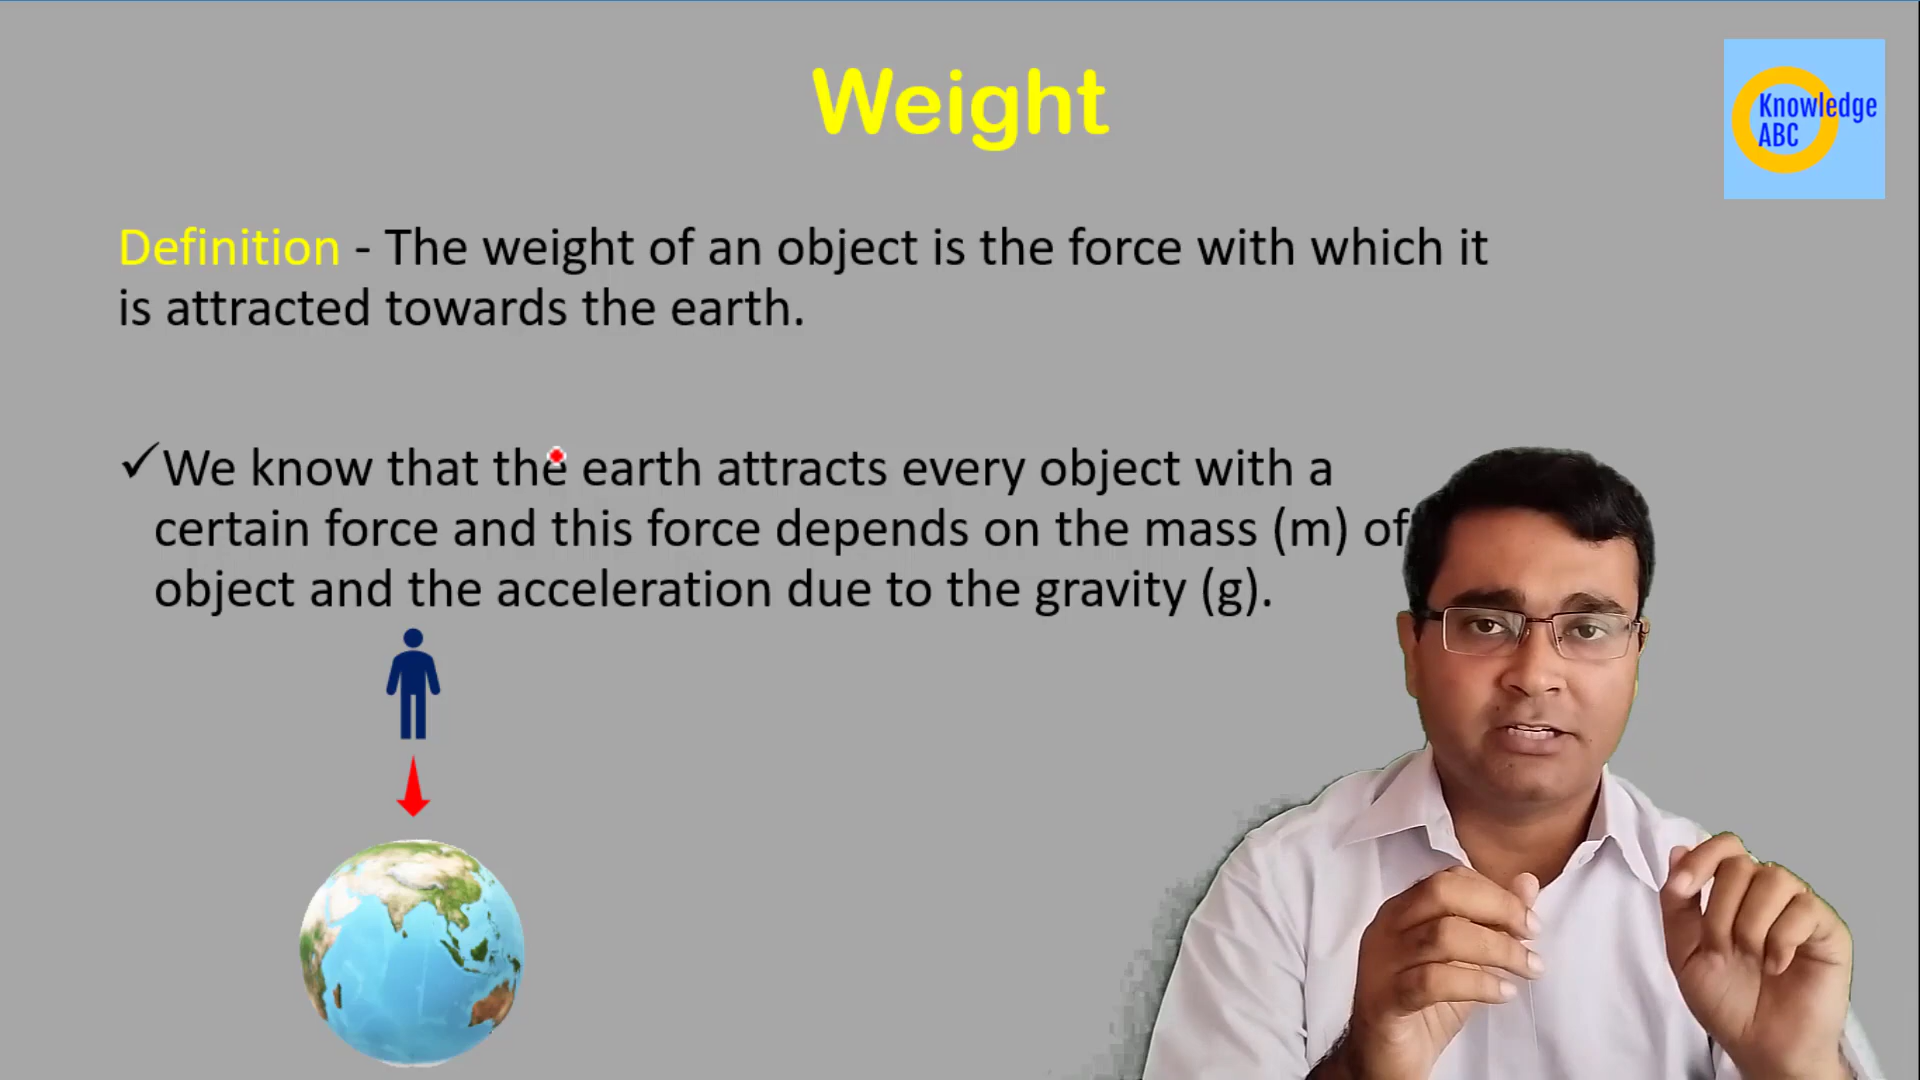 Weight
Knowledge
ABC
Definition - The weight of an object is the force with which it
is attracted towards the earth.
✓We know that the earth attracts every object with a
certain force and this force depends on the mass (m) of
object and the acceleration due to the gravity (g).